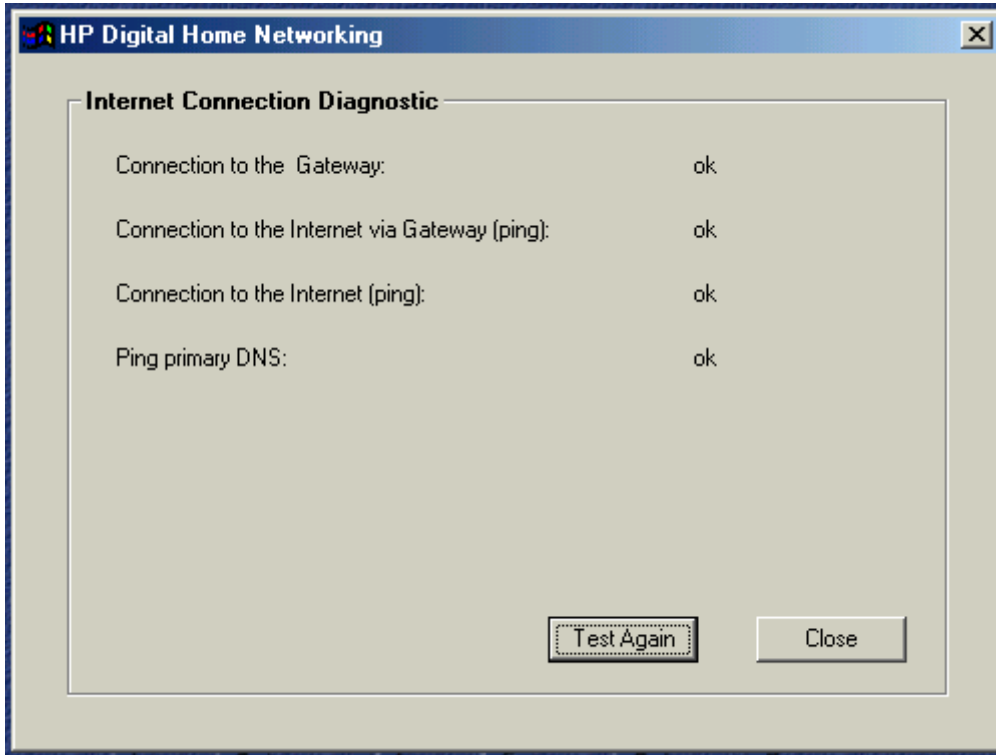 HP Digital Home Networking
Internet Connection Diagnostic
Connection to the  Gateway: ok
Connection to the Internet via Gateway (ping): ok
Connection to the Internet (ping): ok
Ping primary DNS: ok
Test Again Close